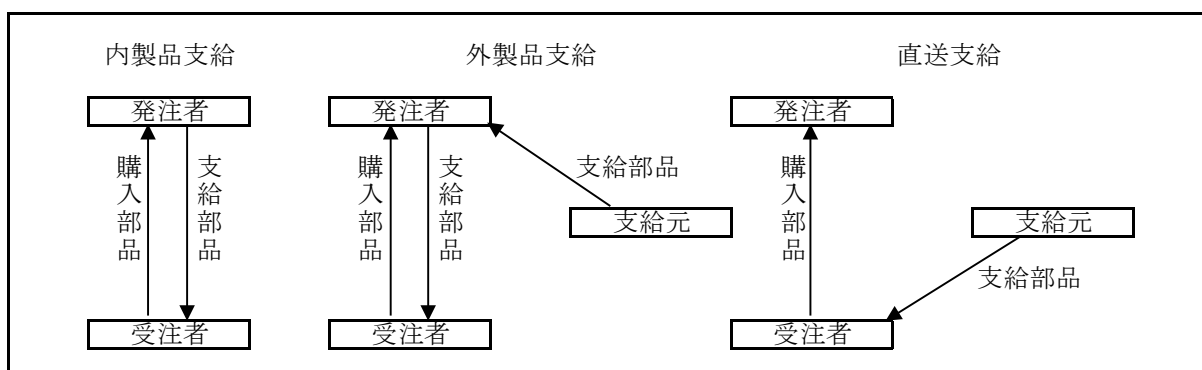 内製品支給
外製品支給
直送支給
発注者
発注者
発注者
購入部品
支給部品
購入部品
支給部品
支給部品
購入部品
支給元
支給元
支給部品
受注者
受注者
受注者